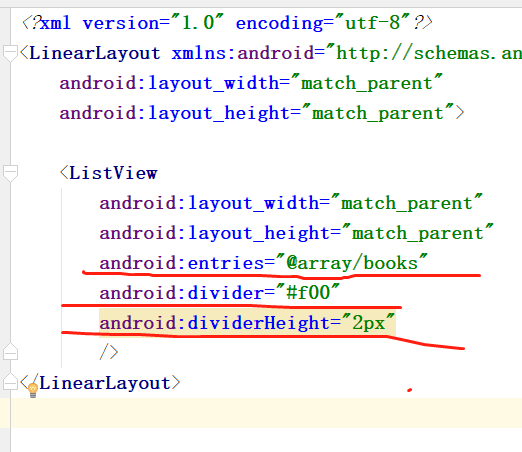 <?xml version="1.0" encoding="utf-8"?>
<LinearLayout xmlns:android="http://schemas.an
android:layout_width="match_parent"
android:layout_height="match_parent">
<ListView
android:layout_width="match_parent"
android:layout_height="match_parent"
android:entries="@array/books"
android:divider="#f00"
android:dividerHeight="2px"
/>
</LinearLayout>